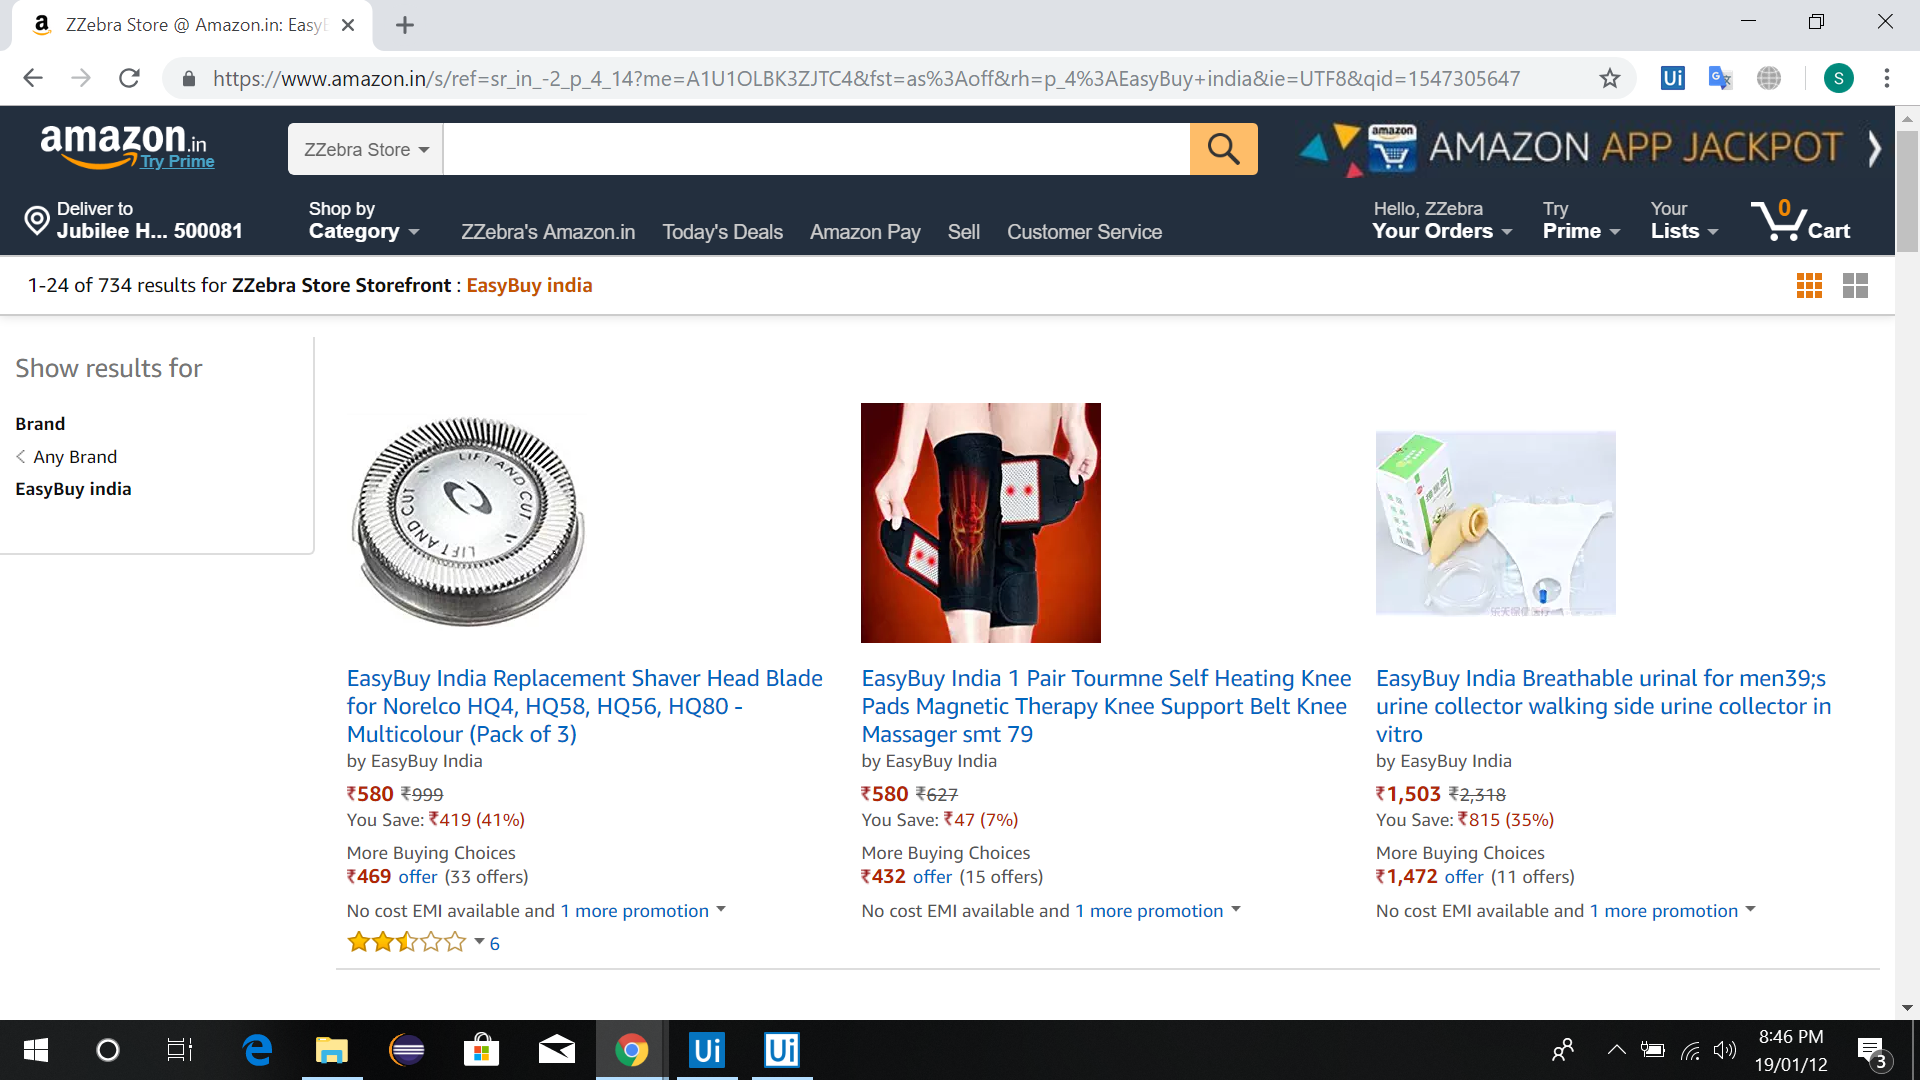 ZZebra Store @ Amazon.in: EasyB
https://www.amazon.in/s/ref=sr_in_-2_p_4_14?me=A1U1OLBK3ZJTC4&fst=as%3Aoff&rh=p_4%3AEasyBuy+india&ie=UTF8&qid=1547305647
Ui
G
S
amazon.in
Try Prime
ZZebra Store
amazon
AMAZON APP JACKPOT
Deliver to
Jubilee H... 500081
Shop by
Category
ZZebra's Amazon.in
Today's Deals
Amazon Pay
Sell
Customer Service
Hello, ZZebra
Your Orders
Try
Prime
Your
Lists
0
Cart
1-24 of 734 results for ZZebra Store Storefront : EasyBuy india
Show results for
Brand
Any Brand
EasyBuy india
LIFT AND CUT
LIFT AND CUT
EasyBuy India Replacement Shaver Head Blade
for Norelco HQ4, HQ58, HQ56, HQ80 -
Multicolour (Pack of 3)
by EasyBuy India
₹580 ₹999
You Save: ₹419 (41%)
More Buying Choices
₹469 offer (33 offers)
No cost EMI available and 1 more promotion
6
EasyBuy India 1 Pair Tourmne Self Heating Knee
Pads Magnetic Therapy Knee Support Belt Knee
Massager smt 79
by EasyBuy India
₹580 ₹627
You Save: ₹47 (7%)
More Buying Choices
₹432 offer (15 offers)
No cost EMI available and 1 more promotion
EasyBuy India Breathable urinal for men39;s
urine collector walking side urine collector in
vitro
by EasyBuy India
₹1,503 ₹2,318
You Save: ₹815 (35%)
More Buying Choices
₹1,472 offer (11 offers)
No cost EMI available and 1 more promotion
Ui
Ui
8:46 PM
19/01/12
3